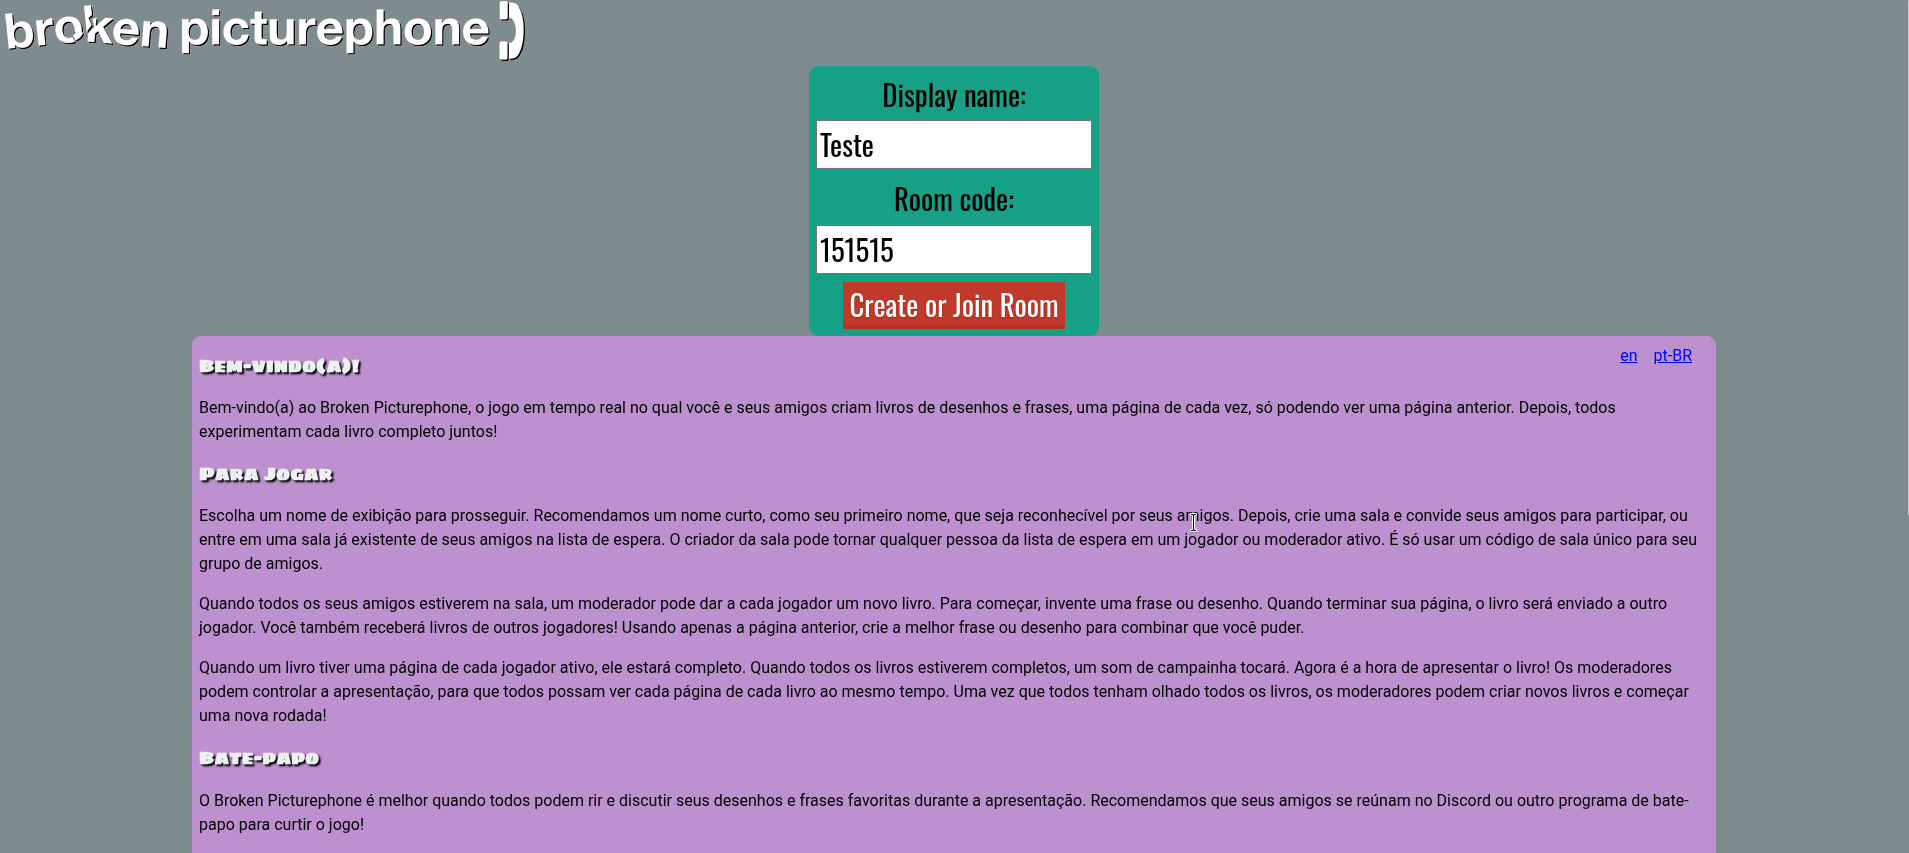 broken picturephone
Display name:
Teste
Room code:
151515
Create or Join Room
en pt-BR
Bem-vindo(a)!
Bem-vindo(a) ao Broken Picturephone, o jogo em tempo real no qual você e seus amigos criam livros de desenhos e frases, uma página de cada vez, só podendo ver uma página anterior. Depois, todos
experimentam cada livro completo juntos!
Para Jogar
Escolha um nome de exibição para prosseguir. Recomendamos um nome curto, como seu primeiro nome, que seja reconhecível por seus amigos. Depois, crie uma sala e convide seus amigos para participar, ou
entre em uma sala já existente de seus amigos na lista de espera. O criador da sala pode tornar qualquer pessoa da lista de espera em um jogador ou moderador ativo. É só usar um código de sala único para seu
grupo de amigos.
Quando todos os seus amigos estiverem na sala, um moderador pode dar a cada jogador um novo livro. Para começar, invente uma frase ou desenho. Quando terminar sua página, o livro será enviado a outro
jogador. Você também receberá livros de outros jogadores! Usando apenas a página anterior, crie a melhor frase ou desenho para combinar que você puder.
Quando um livro tiver uma página de cada jogador ativo, ele estará completo. Quando todos os livros estiverem completos, um som de campainha tocará. Agora é a hora de apresentar o livro! Os moderadores
podem controlar a apresentação, para que todos possam ver cada página de cada livro ao mesmo tempo. Uma vez que todos tenham olhado todos os livros, os moderadores podem criar novos livros e começar
uma nova rodada!
Bate-papo
O Broken Picturephone é melhor quando todos podem rir e discutir seus desenhos e frases favoritas durante a apresentação. Recomendamos que seus amigos se reúnam no Discord ou outro programa de bate-
papo para curtir o jogo!